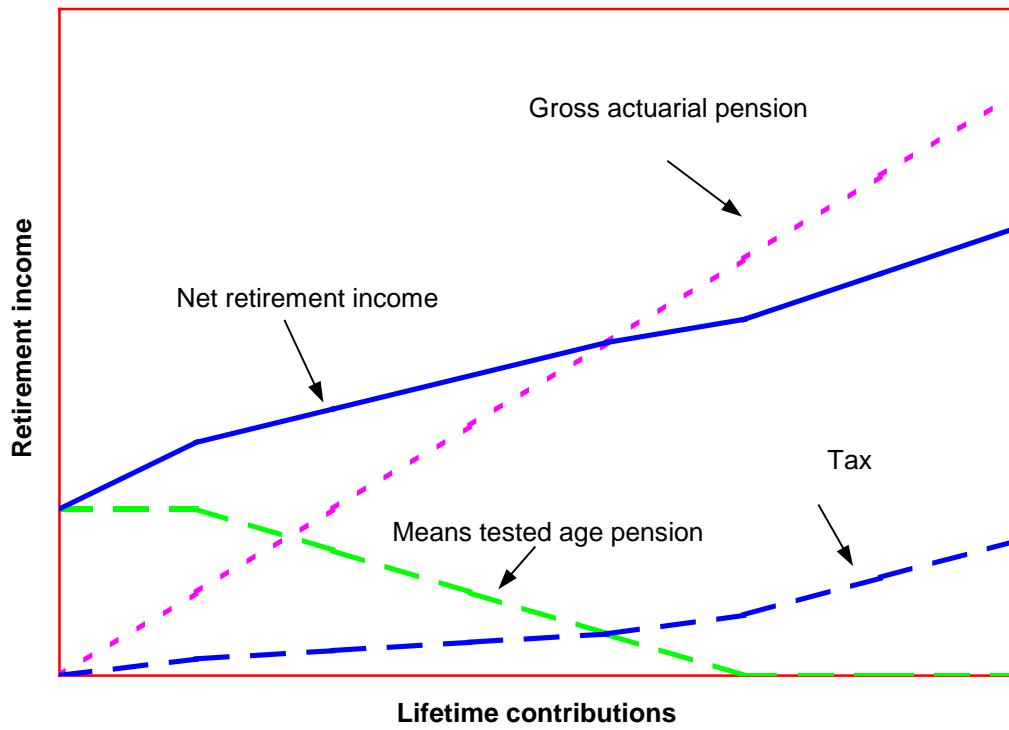 Gross actuarial pension
Net retirement income
Retirement income
Tax
Means tested age pension
Lifetime contributions